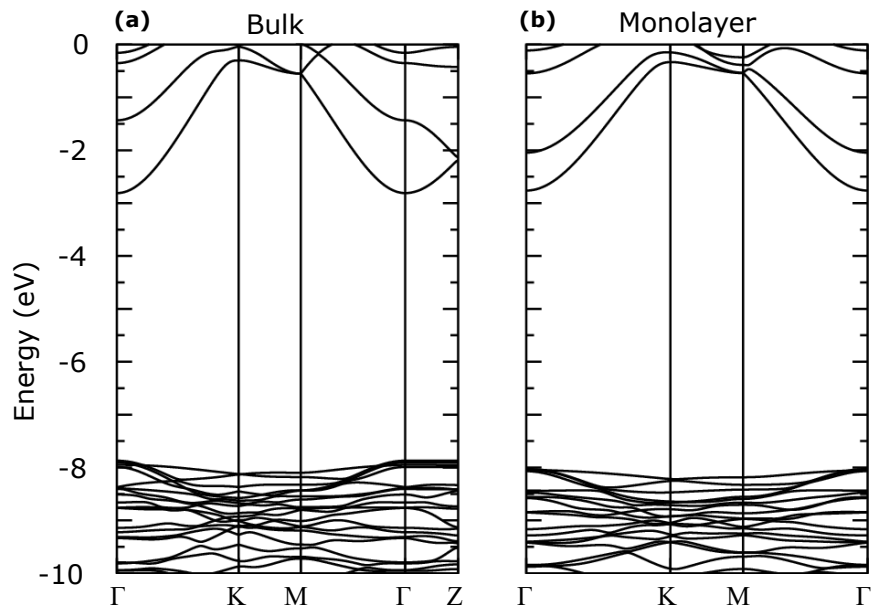 (a) Bulk (b) Monolayer
Energy (eV)
0
-2
-4
-6
-8
-10
Γ K M Γ Z Γ K M Γ